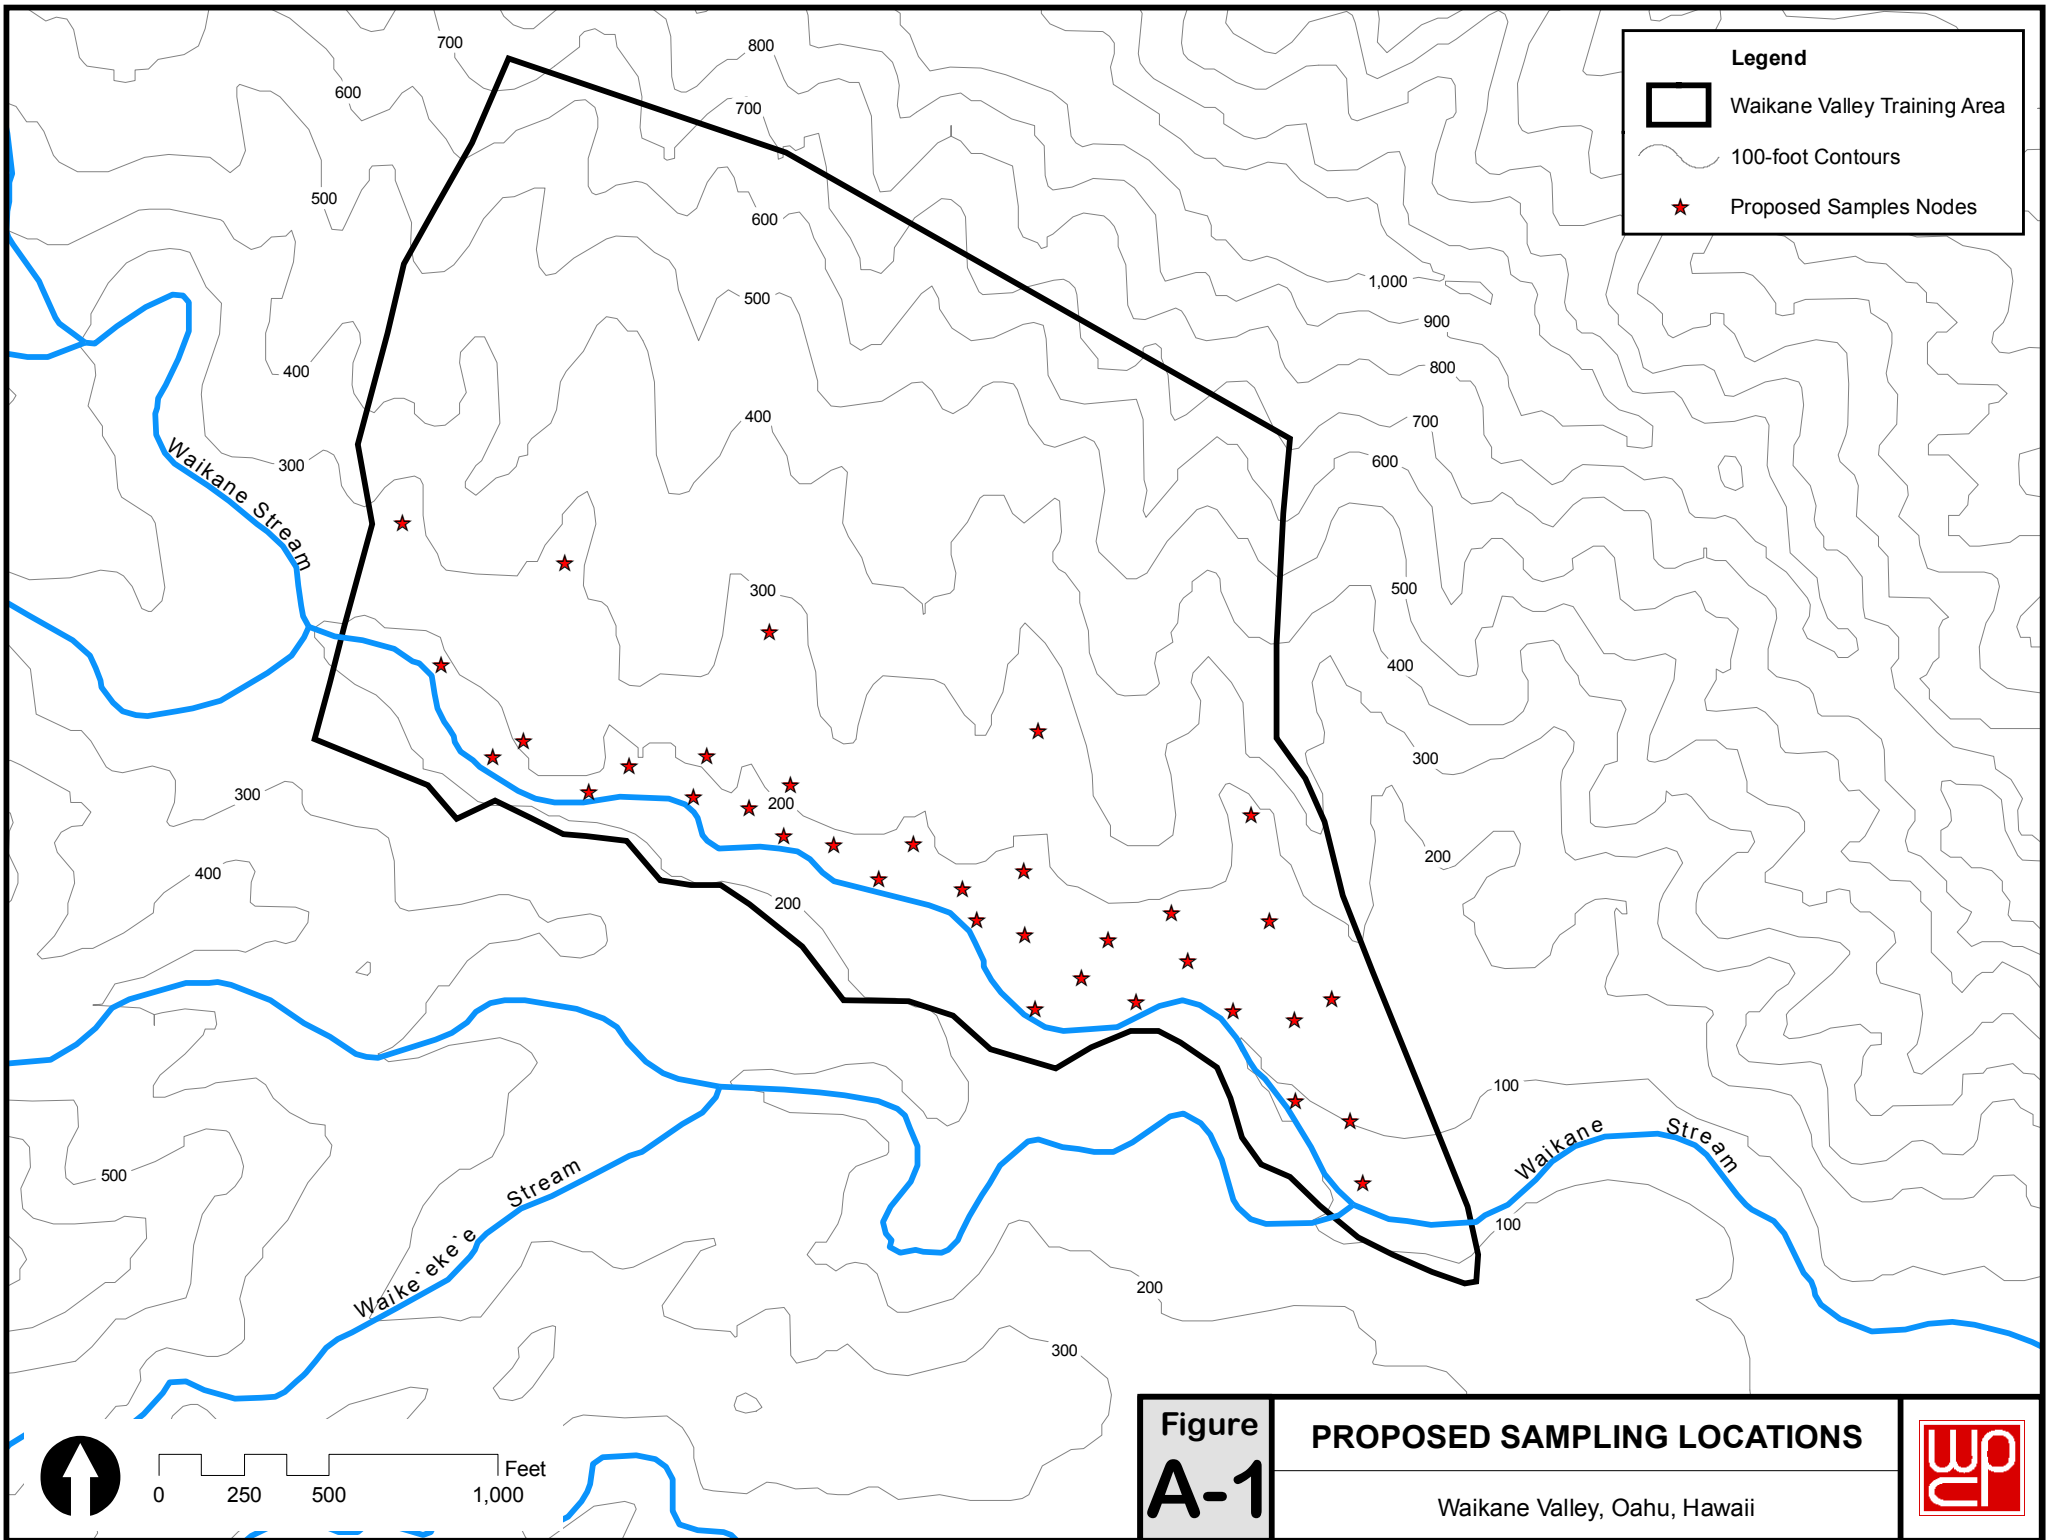 700
800
600
700
500
600
500
1,000
900
400
800
400
700
300
600
Waikane Stream
500
300
400
300
300
200
200
400
200
100
Waikane Stream
500
Waike`eke`e Stream
100
200
300
Legend
Waikane Valley Training Area
100-foot Contours
Proposed Samples Nodes
Feet
0 250 500 1,000
Figure
A-1
PROPOSED SAMPLING LOCATIONS
Waikane Valley, Oahu, Hawaii